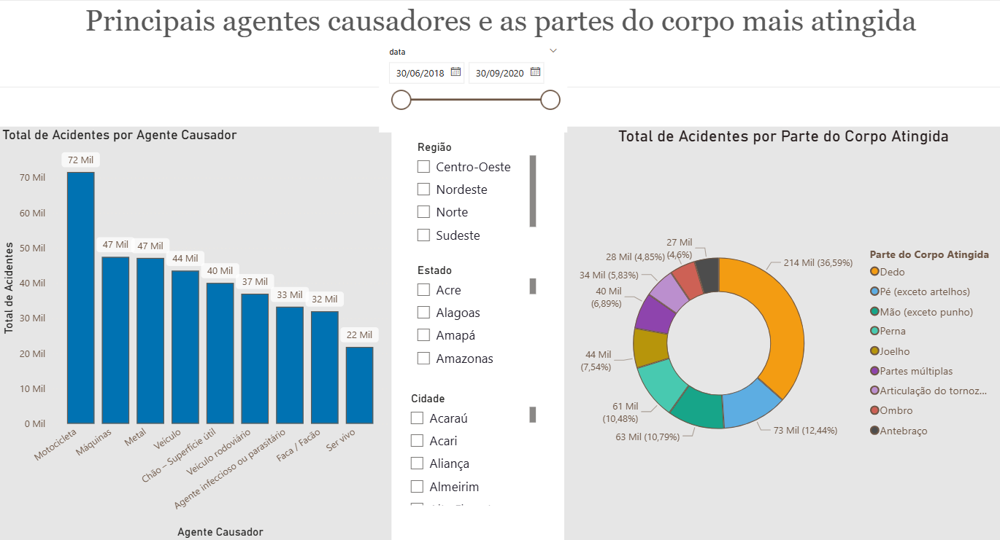 Principais agentes causadores e as partes do corpo mais atingida
data
30/06/2018
30/09/2020
Total de Acidentes por Agente Causador
Total de Acidentes
70 Mil
60 Mil
50 Mil
40 Mil
30 Mil
20 Mil
10 Mil
0 Mil
72 Mil
47 Mil
47 Mil
44 Mil
40 Mil
37 Mil
33 Mil
32 Mil
22 Mil
Motocicleta
Máquinas
Metal
Veículo
Chão – Superfície útil
Veículo rodoviário
Agente infeccioso ou parasitário
Faca / Facão
Ser vivo
Agente Causador
Região
Centro-Oeste
Nordeste
Norte
Sudeste
Estado
Acre
Alagoas
Amapá
Amazonas
Cidade
Acaraú
Acari
Aliança
Almeirim
Total de Acidentes por Parte do Corpo Atingida
214 Mil (36,59%)
73 Mil (12,44%)
63 Mil (10,79%)
61 Mil
(10,48%)
44 Mil
(7,54%)
40 Mil
(6,89%)
34 Mil (5,83%)
28 Mil (4,85%)
27 Mil
(4,6%)
Parte do Corpo Atingida
Dedo
Pé (exceto artelhos)
Mão (exceto punho)
Perna
Joelho
Partes múltiplas
Articulação do tornoz...
Ombro
Antebraço